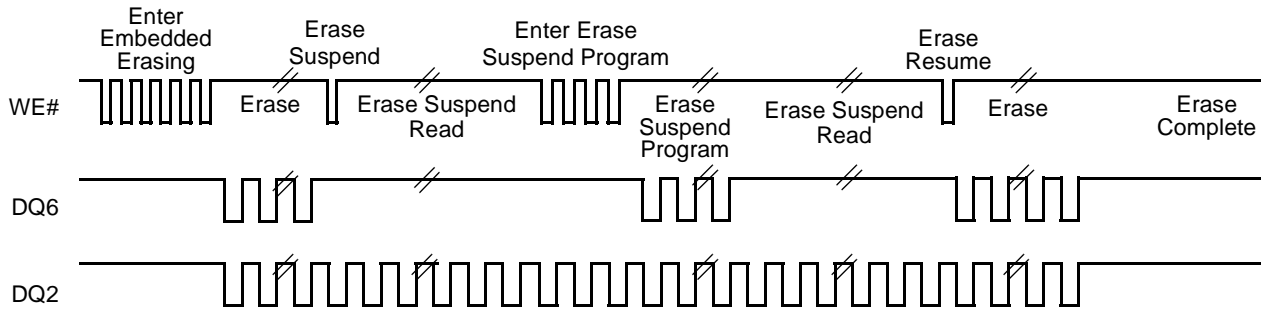 Enter
Embedded
Erasing
Erase
Suspend
Enter Erase
Suspend Program
Erase
Resume
WE#
Erase
Erase Suspend
Read
Erase
Suspend
Program
Erase Suspend
Read
Erase
Erase
Complete
DQ6
DQ2